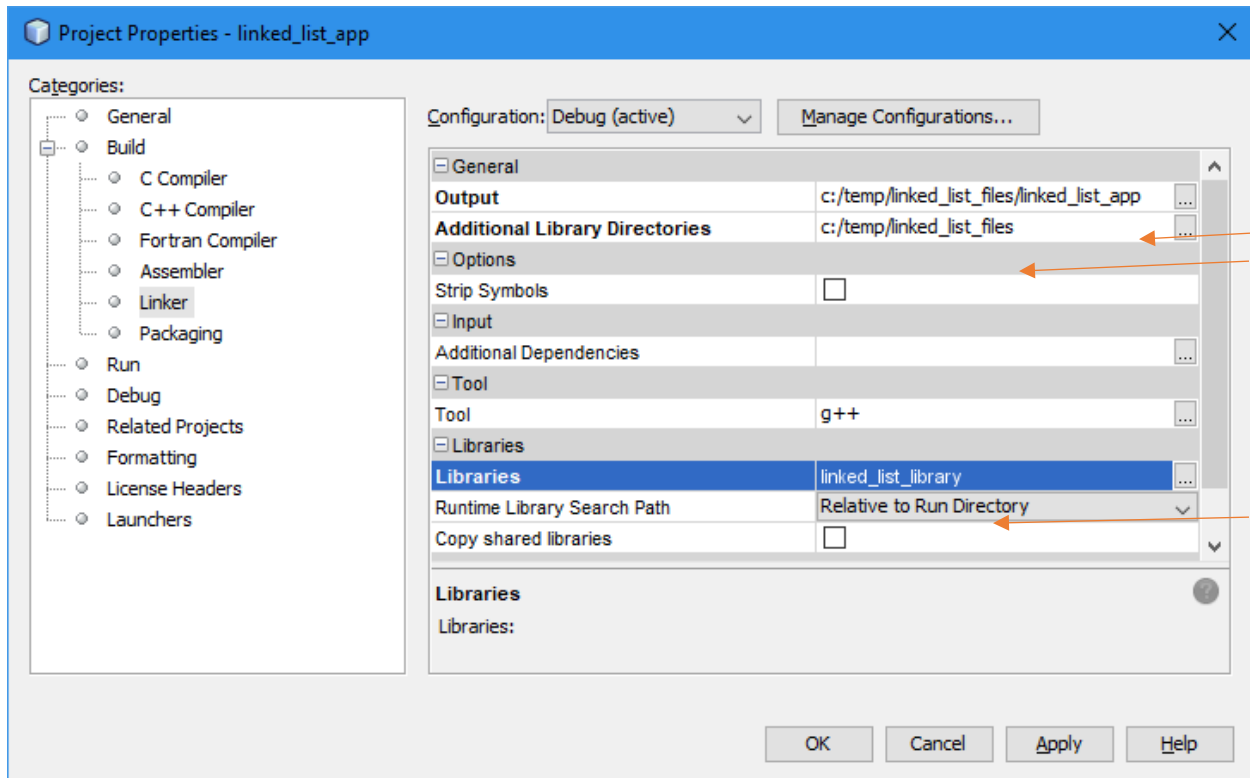 Project Properties - linked_list_app
Categories:
General
Build
C Compiler
C++ Compiler
Fortran Compiler
Assembler
Linker
Packaging
Run
Debug
Related Projects
Formatting
License Headers
Launchers
Configuration: Debug (active) Manage Configurations...
General
Output c:/temp/linked_list_files/linked_list_app ...
Additional Library Directories c:/temp/linked_list_files ...
Options
Strip Symbols
Input
Additional Dependencies ...
Tool
Tool g++ ...
Libraries
Libraries linked_list_library ...
Runtime Library Search Path Relative to Run Directory
Copy shared libraries
Libraries
Libraries:
?
OK Cancel Apply Help